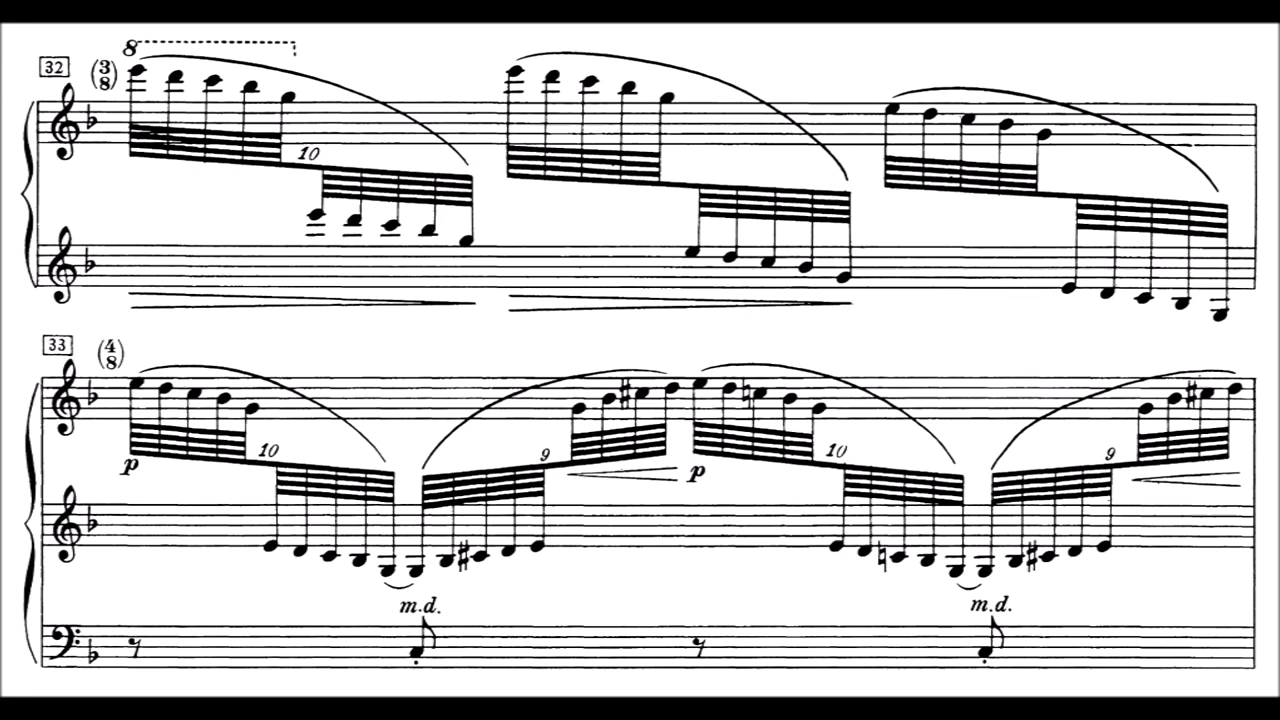 8
32 (3/8)
10
33 (4/8)
p 10 9 p 10 9
m.d. m.d.